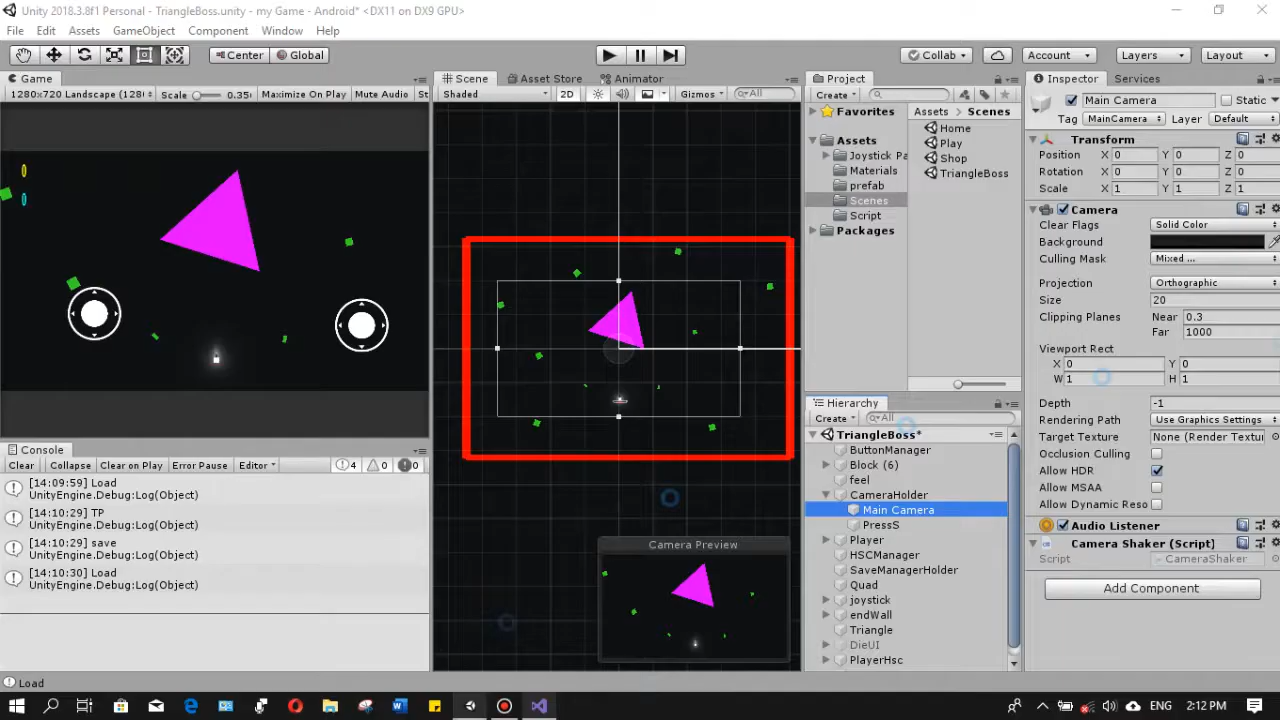 Unity 2018.3.8f1 Personal - TriangleBoss.unity - my Game - Android* <DX11 on DX9 GPU>
File Edit Assets GameObject Component Window Help
Center Global Collab Account Layers Layout
Game
1280x720 Landscape (128 Scale 0.35 Maximize On Play Mute Audio St
0
0
Scene Asset Store Animator
Shaded 2D Gizmos All
Camera Preview
Project
Create
Favorites
Assets
Joystick Pa
Materials
prefab
Scenes
Script
Packages
Assets Scenes
Home
Play
Shop
TriangleBoss
Hierarchy
Create All
TriangleBoss*
ButtonManager
Block (6)
feel
CameraHolder
Main Camera
PressS
Player
HSCManager
SaveManagerHolder
Quad
joystick
endWall
Triangle
DieUI
PlayerHsc
Inspector Services
Main Camera Static
Tag MainCamera Layer Default
Transform
Position X 0 Y 0 Z 0
Rotation X 0 Y 0 Z 0
Scale X 1 Y 1 Z 1
Camera
Clear Flags Solid Color
Background
Culling Mask Mixed ...
Projection Orthographic
Size 20
Clipping Planes Near 0.3
Far 1000
Viewport Rect
X 0 Y 0
W 1 H 1
Depth -1
Rendering Path Use Graphics Settings
Target Texture None (Render Textu
Occlusion Culling
Allow HDR
Allow MSAA
Allow Dynamic Reso
Audio Listener
Camera Shaker (Script)
Script CameraShaker
Add Component
Console
Clear Collapse Clear on Play Error Pause Editor 4 0 0
[14:09:59] Load
UnityEngine.Debug:Log(Object)
[14:10:29] TP
UnityEngine.Debug:Log(Object)
[14:10:29] save
UnityEngine.Debug:Log(Object)
[14:10:30] Load
UnityEngine.Debug:Log(Object)
Load
ENG 2:12 PM